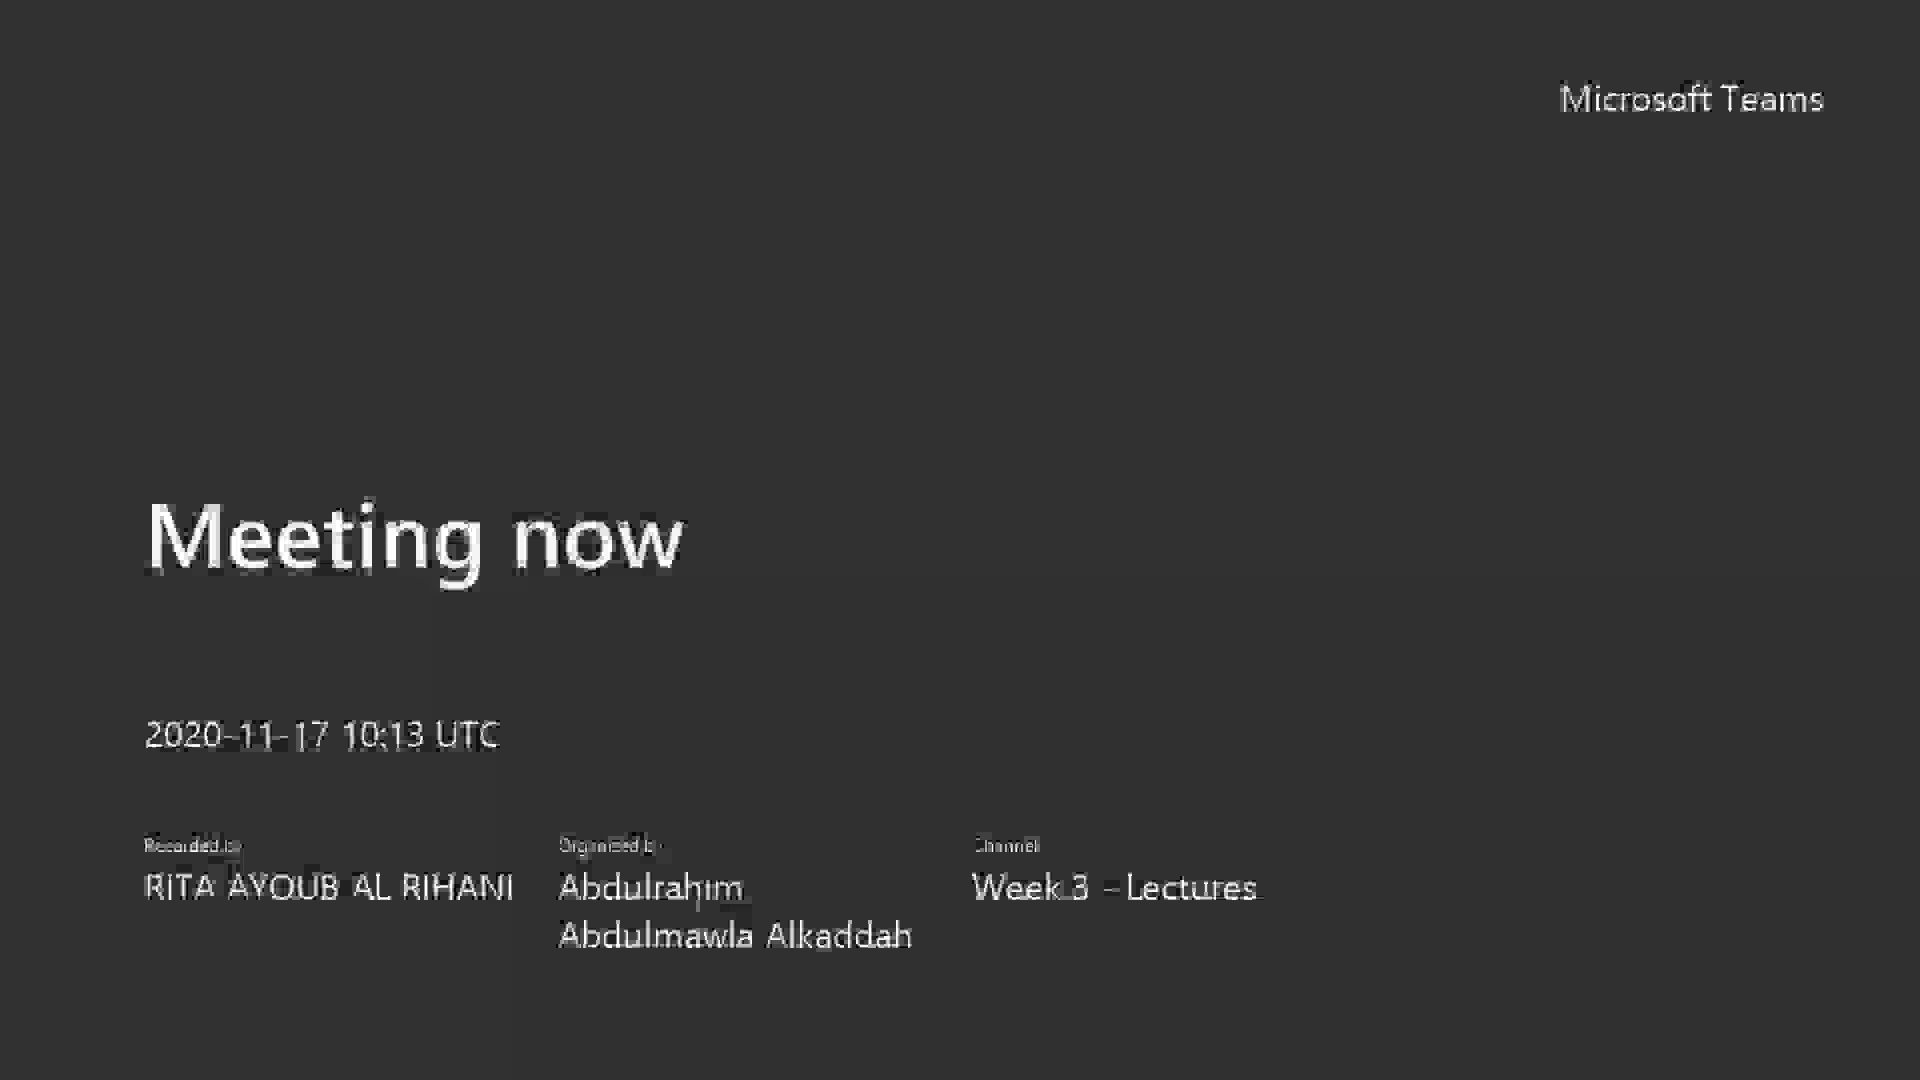 Microsoft Teams
Meeting now
2020-11-17 10:13 UTC
Recorded by
Organized by
Channel
RITA AYOUB AL RIHANI
Abdulrahim
Week 3 - Lectures
Abdulmawla Alkaddah